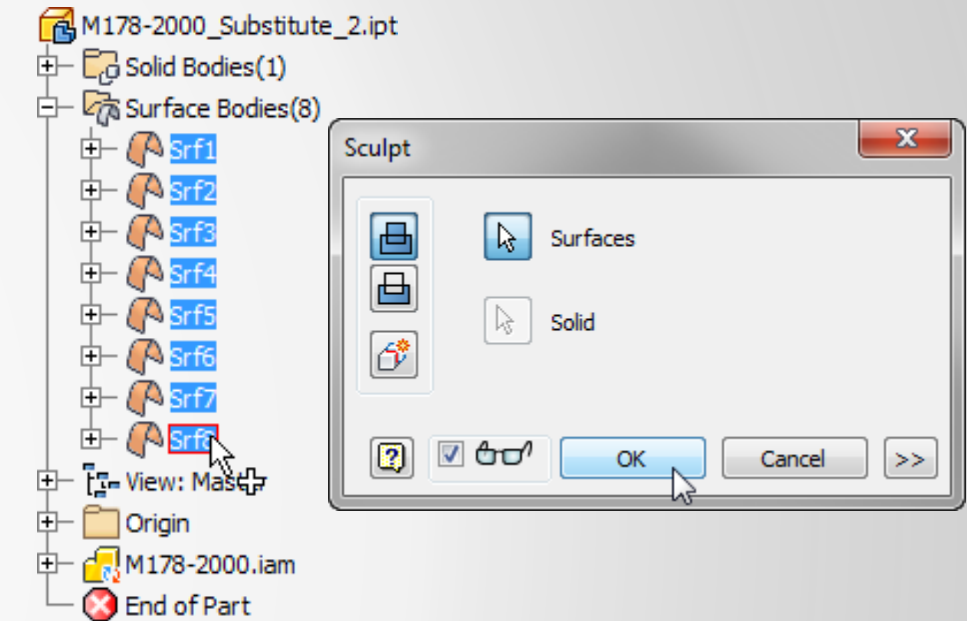 M178-2000_Substitute_2.ipt
Solid Bodies(1)
Surface Bodies(8)
Srf1
Srf2
Srf3
Srf4
Srf5
Srf6
Srf7
Srf8
View: Master
Origin
M178-2000.iam
End of Part
Sculpt
Surfaces
Solid
OK
Cancel
>>